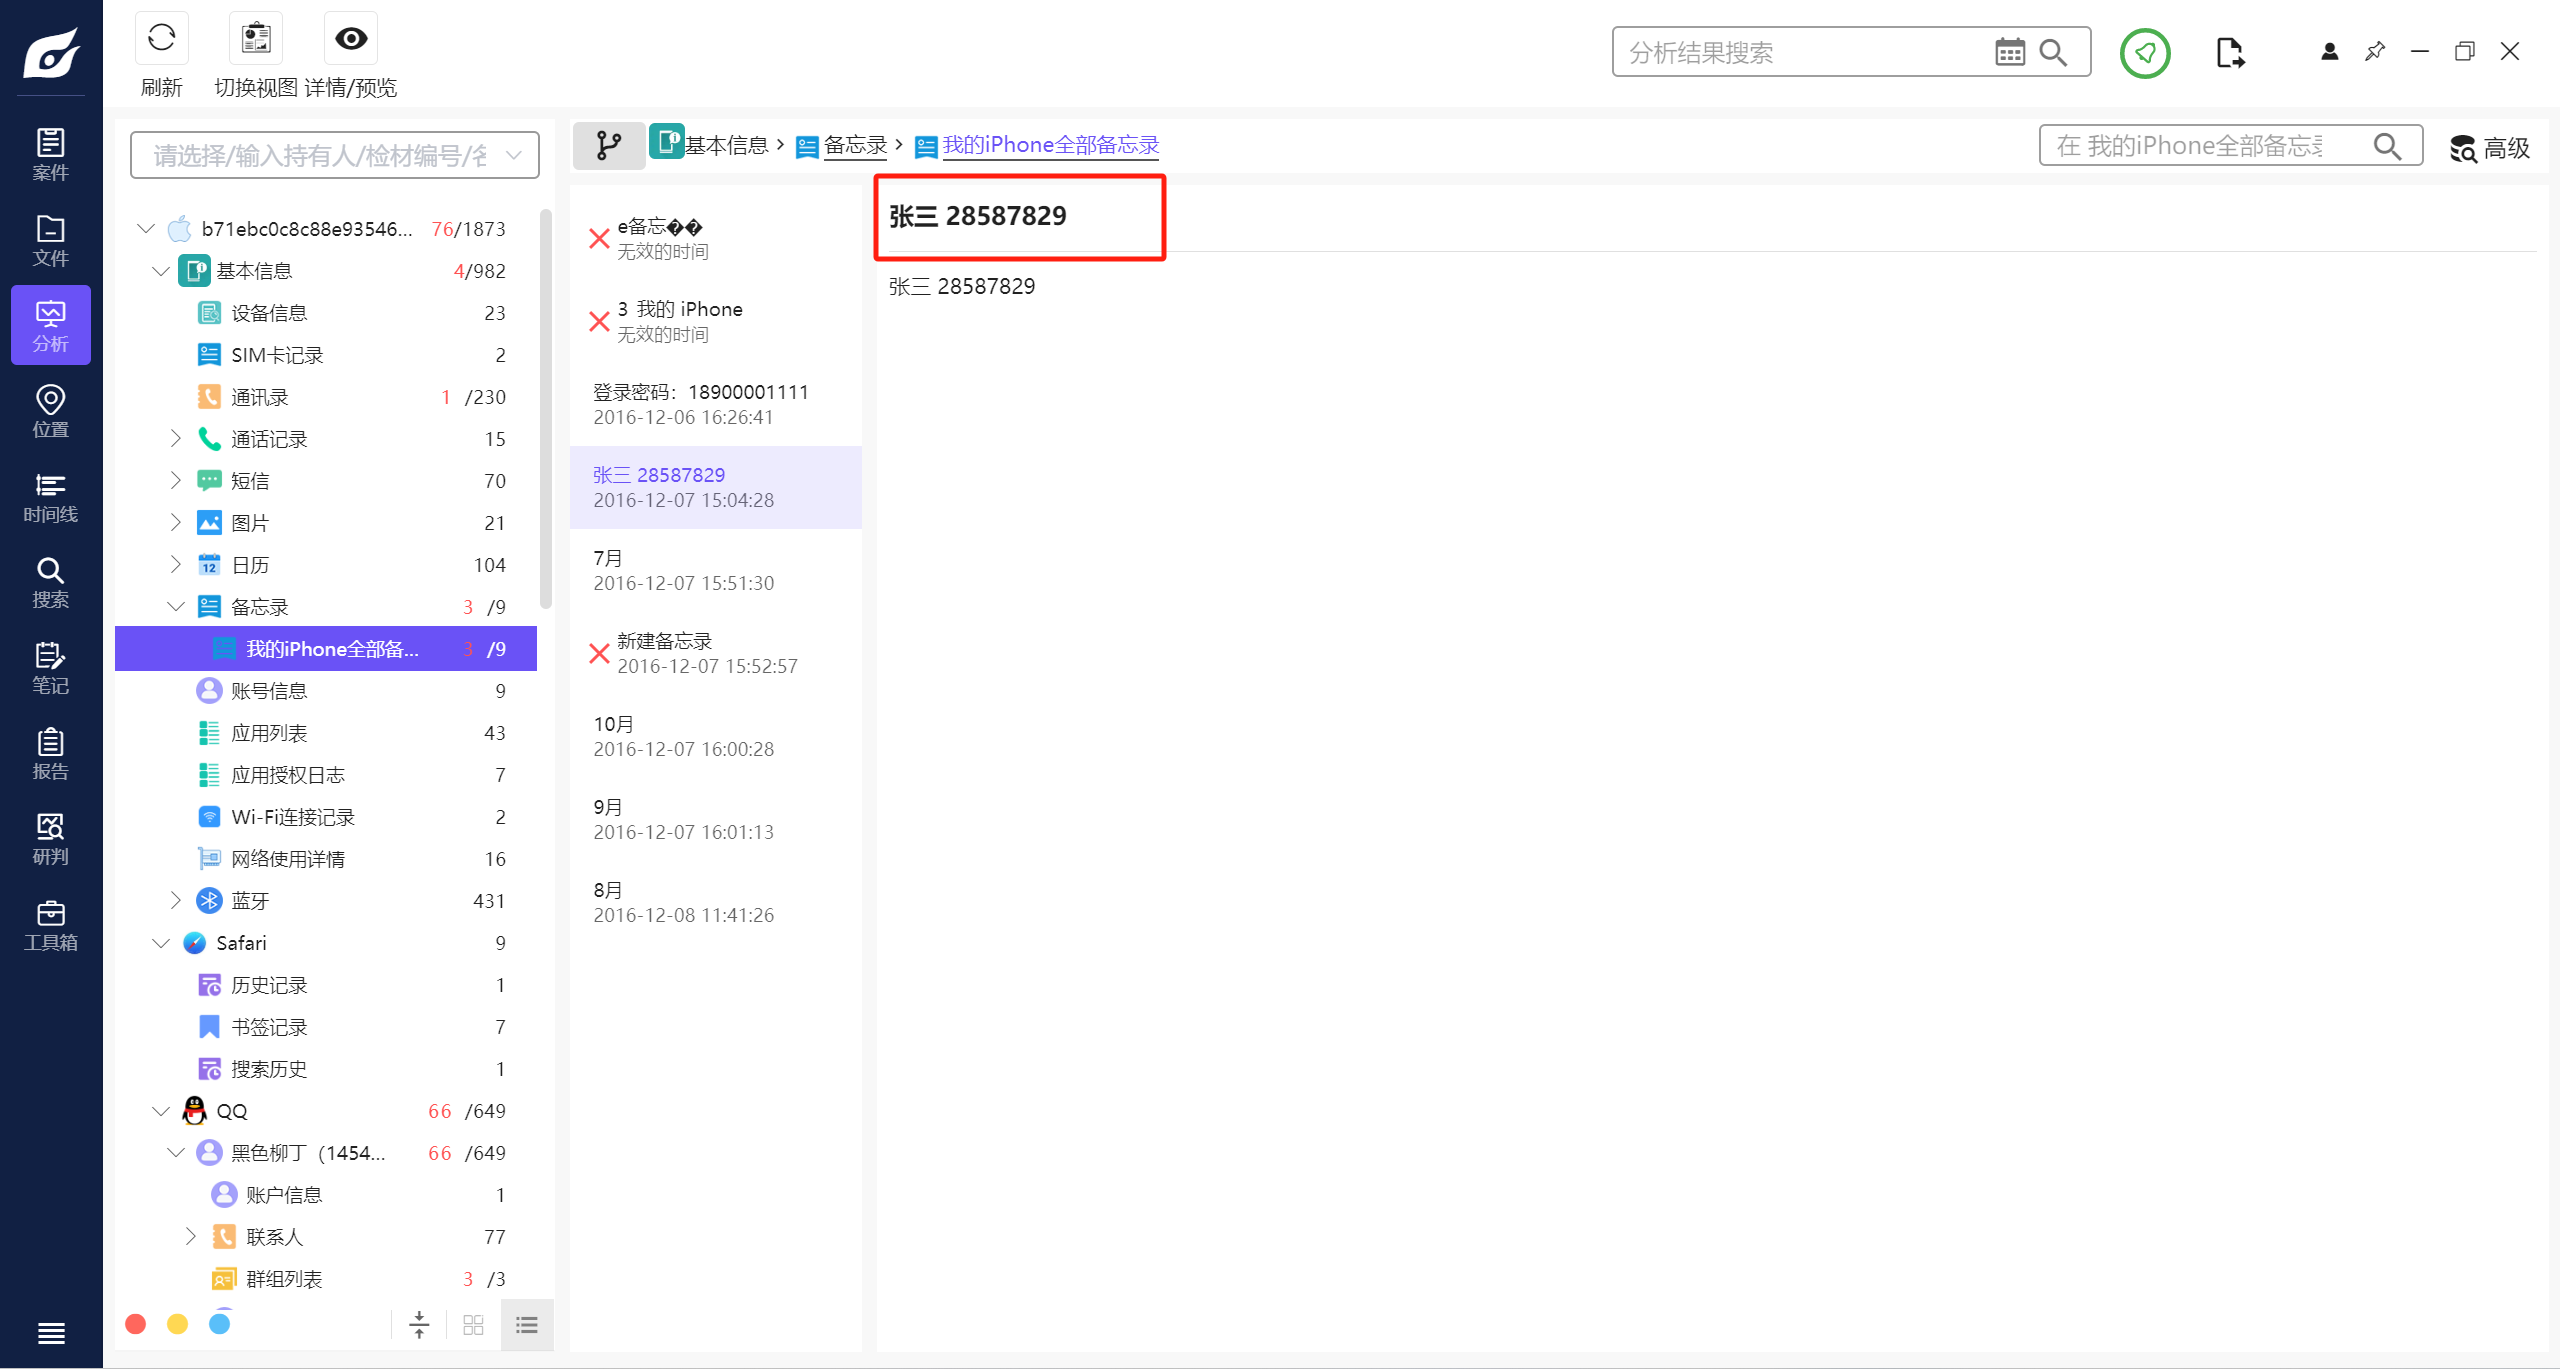 刷新
切换视图
详情/预览
分析结果搜索
案件
文件
分析
位置
时间线
搜索
笔记
报告
研判
工具箱
请选择/输入持有人/检材编号/名
b71ebc0c8c88e93546... 76/1873
基本信息 4/982
设备信息 23
SIM卡记录 2
通讯录 1 /230
通话记录 15
短信 70
图片 21
日历 104
备忘录 3 /9
我的iPhone全部备... 3 /9
账号信息 9
应用列表 43
应用授权日志 7
Wi-Fi连接记录 2
网络使用详情 16
蓝牙 431
Safari 9
历史记录 1
书签记录 7
搜索历史 1
QQ 66 /649
黑色柳丁（1454... 66 /649
账户信息 1
联系人 77
群组列表 3 /3
基本信息 > 备忘录 > 我的iPhone全部备忘录
在 我的iPhone全部备忘录
高级
e备忘��
无效的时间
3 我的 iPhone
无效的时间
登录密码：18900001111
2016-12-06 16:26:41
张三 28587829
2016-12-07 15:04:28
7月
2016-12-07 15:51:30
新建备忘录
2016-12-07 15:52:57
10月
2016-12-07 16:00:28
9月
2016-12-07 16:01:13
8月
2016-12-08 11:41:26
张三 28587829
张三 28587829